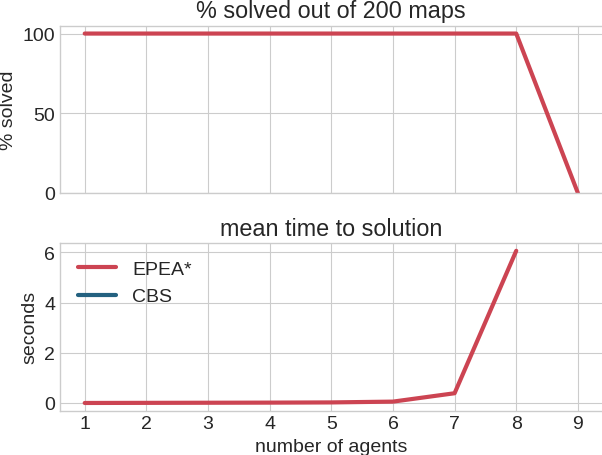 % solved out of 200 maps
100
50
0
% solved
mean time to solution
6
4
2
0
seconds
EPEA*
CBS
1 2 3 4 5 6 7 8 9
number of agents